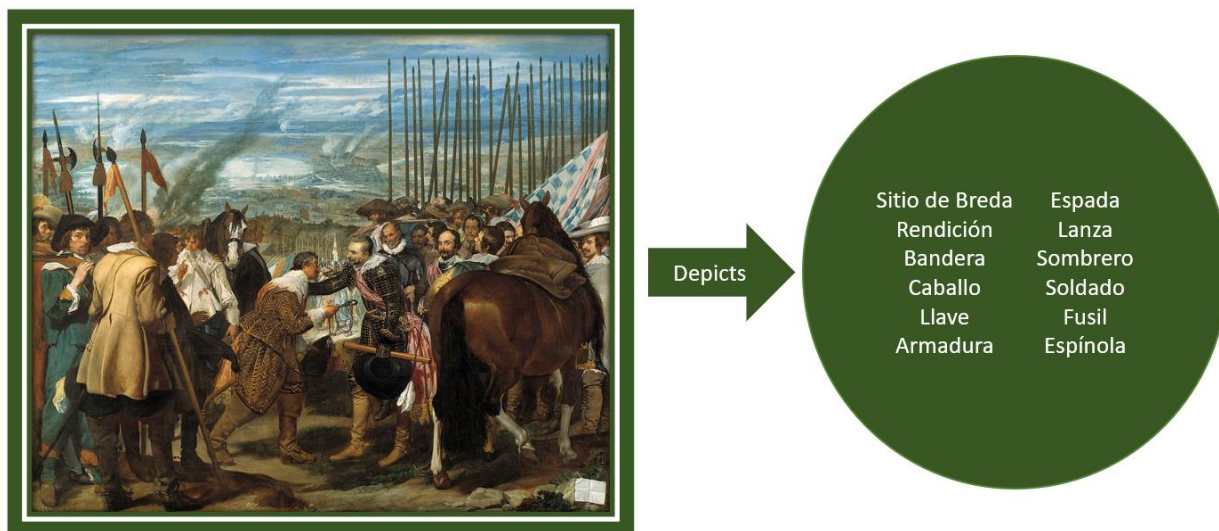 Depicts
Sitio de Breda
Rendición
Bandera
Caballo
Llave
Armadura
Espada
Lanza
Sombrero
Soldado
Fusil
Espínola